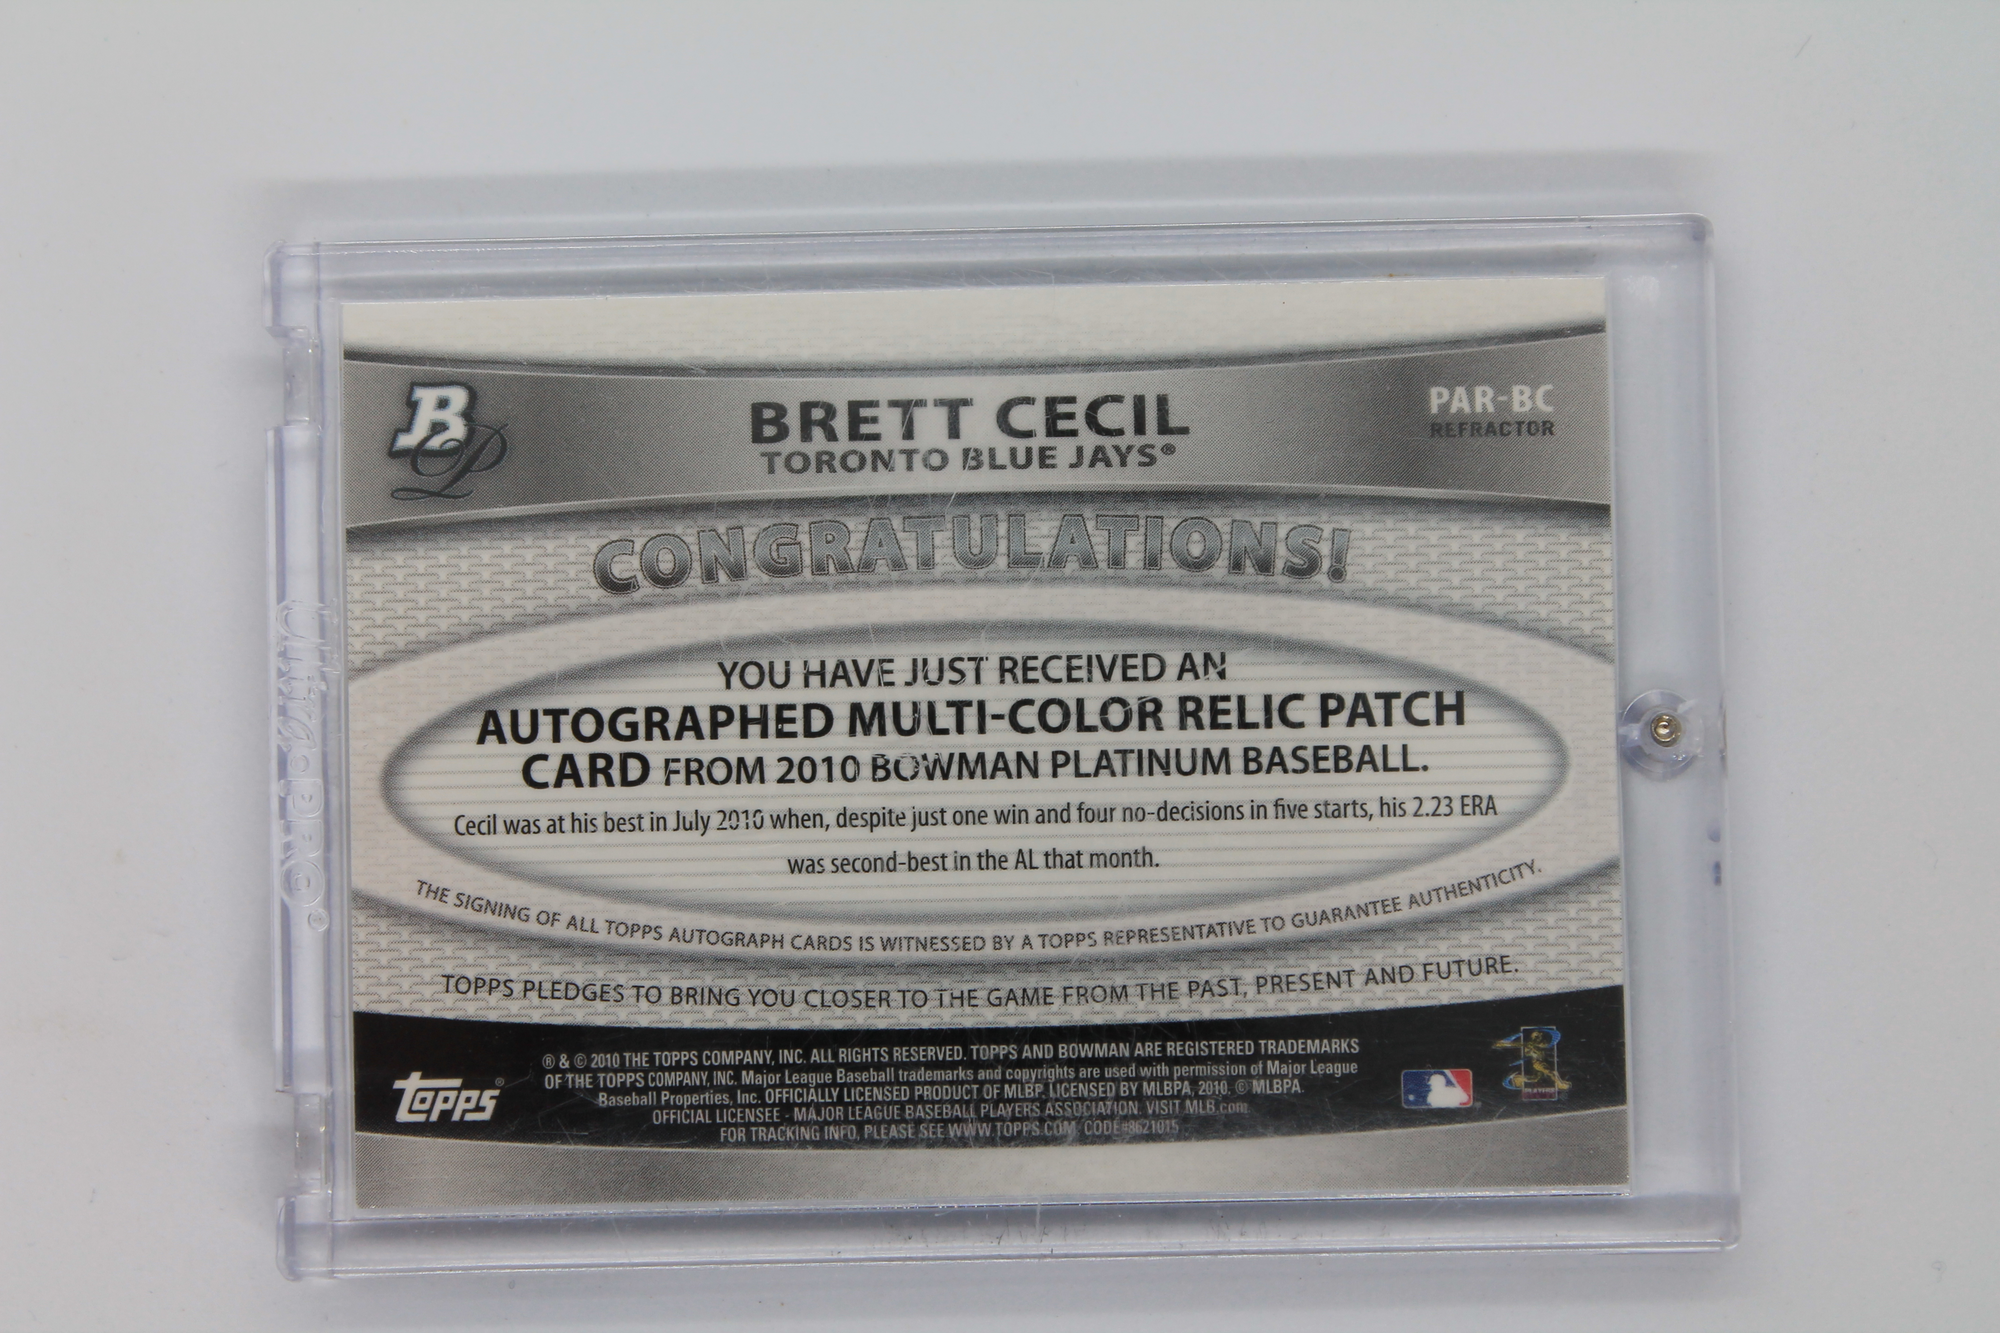 BP
BRETT CECIL
TORONTO BLUE JAYS®
PAR-BC
REFRACTOR
CONGRATULATIONS!
YOU HAVE JUST RECEIVED AN
AUTOGRAPHED MULTI-COLOR RELIC PATCH
CARD FROM 2010 BOWMAN PLATINUM BASEBALL.
Cecil was at his best in July 2010 when, despite just one win and four no-decisions in five starts, his 2.23 ERA
was second-best in the AL that month.
THE SIGNING OF ALL TOPPS AUTOGRAPH CARDS IS WITNESSED BY A TOPPS REPRESENTATIVE TO GUARANTEE AUTHENTICITY.
TOPPS PLEDGES TO BRING YOU CLOSER TO THE GAME FROM THE PAST, PRESENT AND FUTURE.
topps®
® & © 2010 THE TOPPS COMPANY, INC. ALL RIGHTS RESERVED. TOPPS AND BOWMAN ARE REGISTERED TRADEMARKS
OF THE TOPPS COMPANY, INC. Major League Baseball trademarks and copyrights are used with permission of Major League
Baseball Properties, Inc. OFFICIALLY LICENSED PRODUCT OF MLBP. LICENSED BY MLBPA, 2010. © MLBPA.
OFFICIAL LICENSEE - MAJOR LEAGUE BASEBALL PLAYERS ASSOCIATION. VISIT MLB.com
FOR TRACKING INFO, PLEASE SEE WWW.TOPPS.COM. CODE#8621015
PLAYERS
Ultra•PRO®